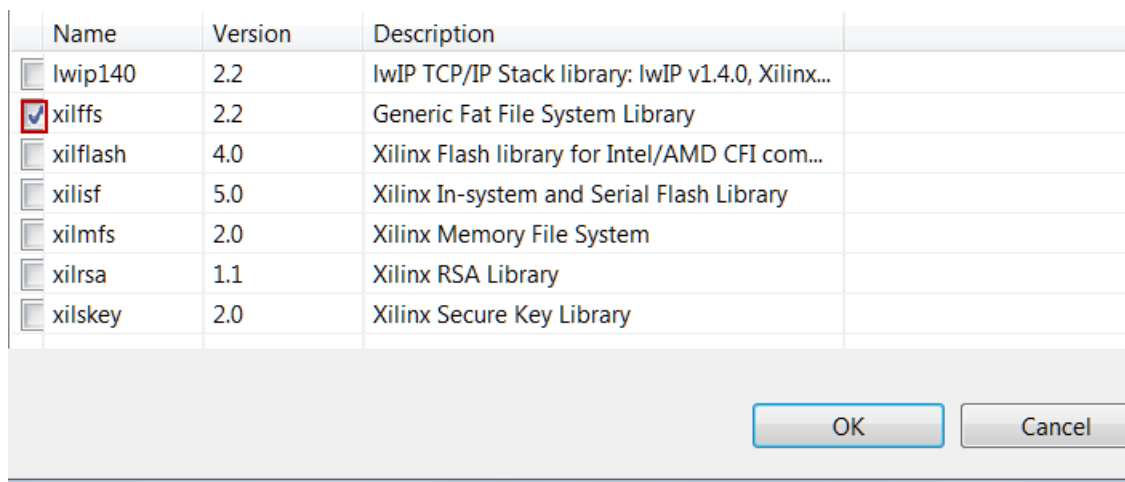 Name Version Description
lwip140 2.2 lwIP TCP/IP Stack library: lwIP v1.4.0, Xilinx...
xilffs 2.2 Generic Fat File System Library
xilflash 4.0 Xilinx Flash library for Intel/AMD CFI com...
xilisf 5.0 Xilinx In-system and Serial Flash Library
xilmfs 2.0 Xilinx Memory File System
xilrsa 1.1 Xilinx RSA Library
xilskey 2.0 Xilinx Secure Key Library
OK Cancel